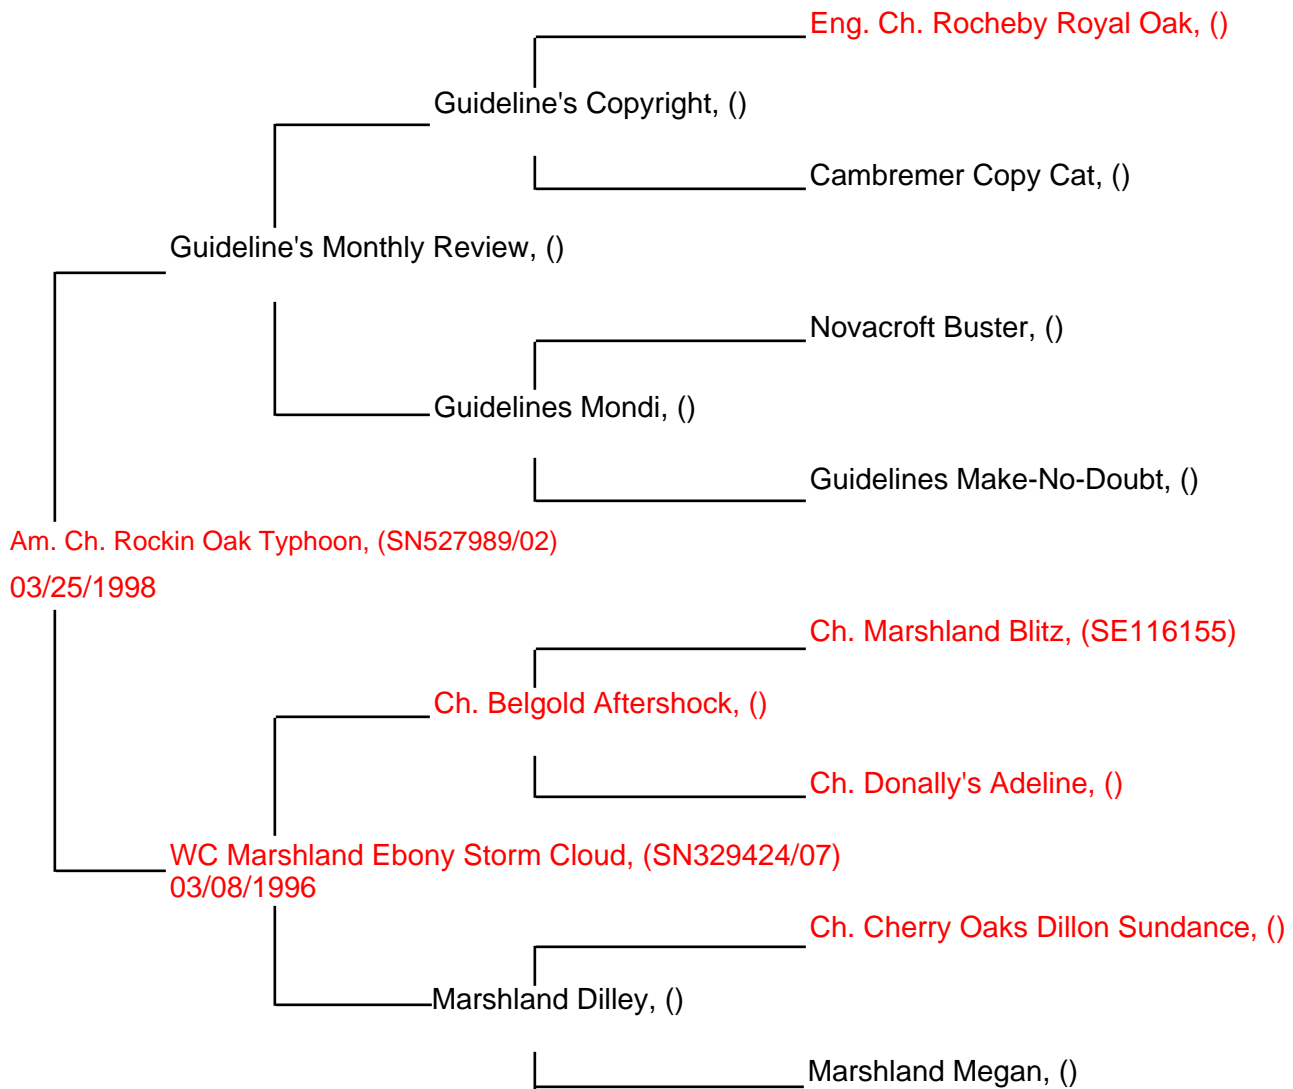 Eng. Ch. Rocheby Royal Oak, ()
Guideline's Copyright, ()
Cambremer Copy Cat, ()
Guideline's Monthly Review, ()
Novacroft Buster, ()
Guidelines Mondi, ()
Guidelines Make-No-Doubt, ()
Am. Ch. Rockin Oak Typhoon, (SN527989/02)
03/25/1998
Ch. Marshland Blitz, (SE116155)
Ch. Belgold Aftershock, ()
Ch. Donally's Adeline, ()
WC Marshland Ebony Storm Cloud, (SN329424/07)
03/08/1996
Ch. Cherry Oaks Dillon Sundance, ()
Marshland Dilley, ()
Marshland Megan, ()